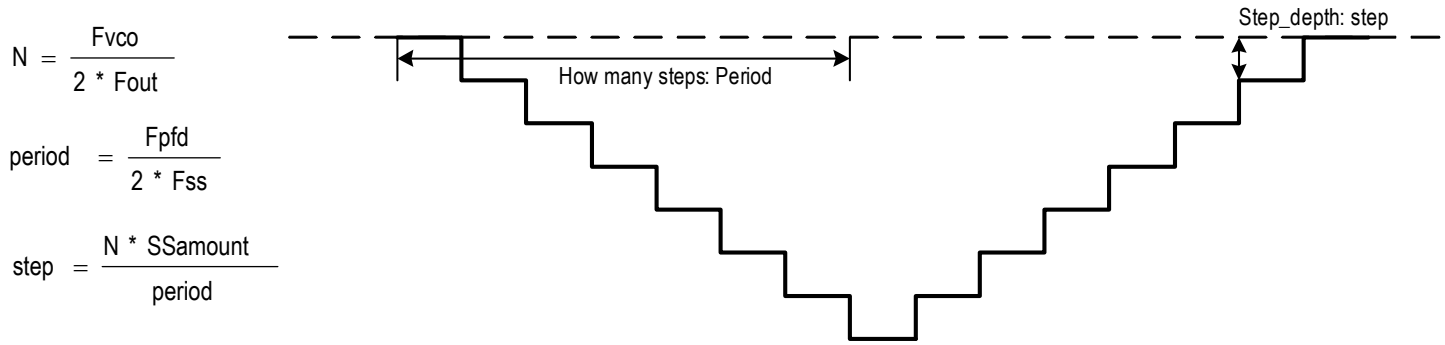 N = Fvco / 2 * Fout
period = Fpfd / 2 * Fss
step = N * SSamount / period
How many steps: Period
Step_depth: step